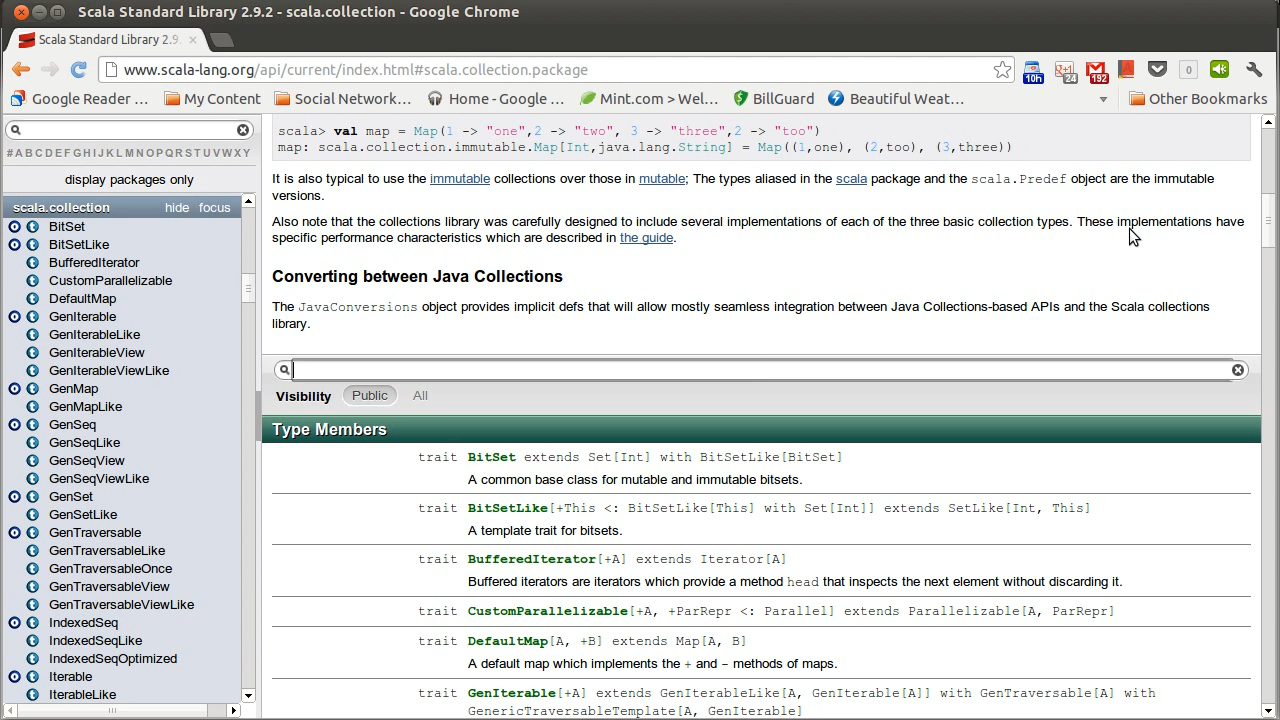 Scala Standard Library 2.9.2 - scala.collection - Google Chrome
Scala Standard Library 2.9.
www.scala-lang.org/api/current/index.html#scala.collection.package
10h
24
192
0
Google Reader ...
My Content
Social Network...
Home - Google ...
Mint.com > Wel...
BillGuard
Beautiful Weat...
Other Bookmarks
#ABCDEFGHIJKLMNOPQRSTUVWXY
display packages only
scala.collection hide focus
BitSet
BitSetLike
BufferedIterator
CustomParallelizable
DefaultMap
GenIterable
GenIterableLike
GenIterableView
GenIterableViewLike
GenMap
GenMapLike
GenSeq
GenSeqLike
GenSeqView
GenSeqViewLike
GenSet
GenSetLike
GenTraversable
GenTraversableLike
GenTraversableOnce
GenTraversableView
GenTraversableViewLike
IndexedSeq
IndexedSeqLike
IndexedSeqOptimized
Iterable
IterableLike
scala> val map = Map(1 -> "one",2 -> "two", 3 -> "three",2 -> "too")
map: scala.collection.immutable.Map[Int,java.lang.String] = Map((1,one), (2,too), (3,three))
It is also typical to use the immutable collections over those in mutable; The types aliased in the scala package and the scala.Predef object are the immutable
versions.
Also note that the collections library was carefully designed to include several implementations of each of the three basic collection types. These implementations have
specific performance characteristics which are described in the guide.
Converting between Java Collections
The JavaConversions object provides implicit defs that will allow mostly seamless integration between Java Collections-based APIs and the Scala collections
library.
Visibility Public All
Type Members
trait BitSet extends Set[Int] with BitSetLike[BitSet]
A common base class for mutable and immutable bitsets.
trait BitSetLike[+This <: BitSetLike[This] with Set[Int]] extends SetLike[Int, This]
A template trait for bitsets.
trait BufferedIterator[+A] extends Iterator[A]
Buffered iterators are iterators which provide a method head that inspects the next element without discarding it.
trait CustomParallelizable[+A, +ParRepr <: Parallel] extends Parallelizable[A, ParRepr]
trait DefaultMap[A, +B] extends Map[A, B]
A default map which implements the + and - methods of maps.
trait GenIterable[+A] extends GenIterableLike[A, GenIterable[A]] with GenTraversable[A] with
GenericTraversableTemplate[A, GenIterable]